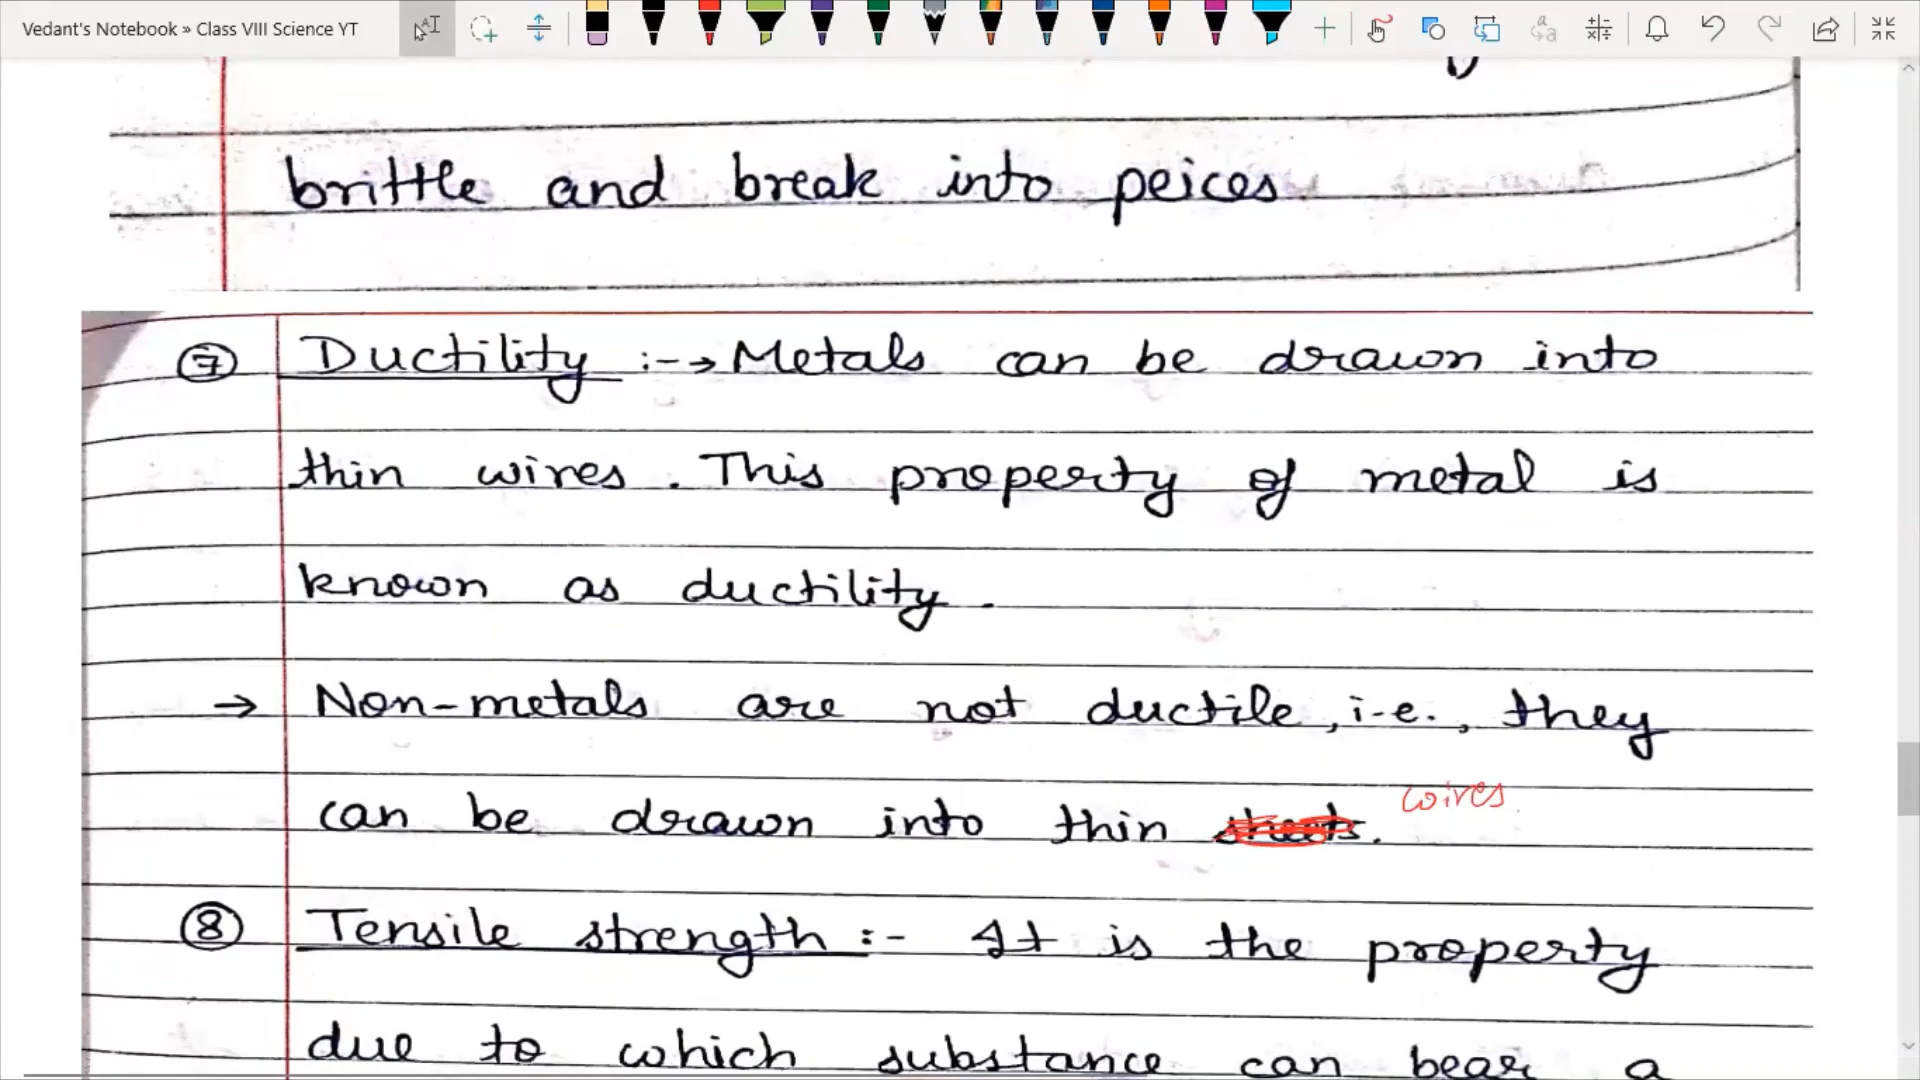 Vedant's Notebook » Class VIII Science YT
brittle and break into peices
7 Ductility :-→ Metals can be drawn into
thin wires. This property of metal is
known as ductility.
→ Non-metals are not ductile, i.e., they
wires
can be drawn into thin sheets.
8 Tensile strength :- It is the property
due to which substance can bear a